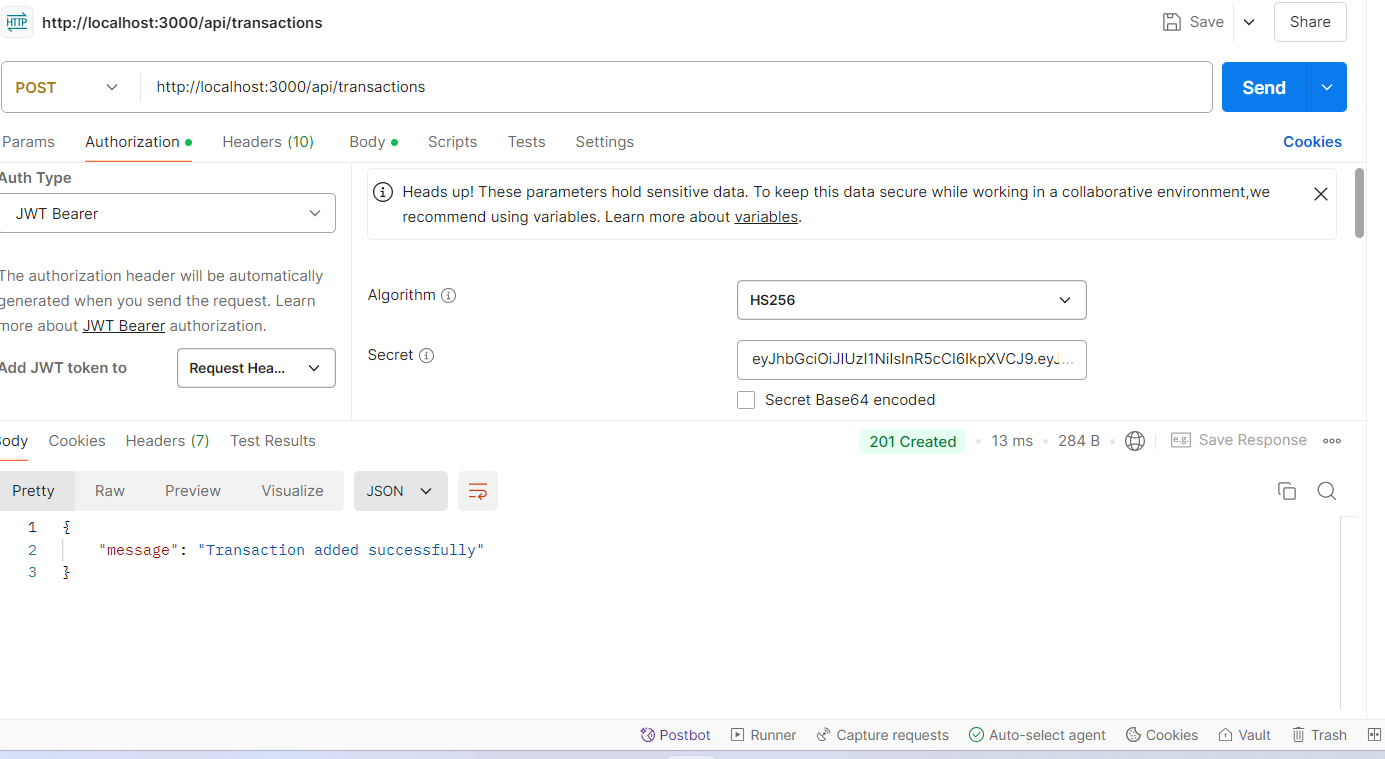 HTTP http://localhost:3000/api/transactions Save Share
POST http://localhost:3000/api/transactions Send
Params Authorization Headers (10) Body Scripts Tests Settings Cookies
Auth Type
JWT Bearer
Heads up! These parameters hold sensitive data. To keep this data secure while working in a collaborative environment,we
recommend using variables. Learn more about variables.
The authorization header will be automatically
generated when you send the request. Learn
more about JWT Bearer authorization.
Add JWT token to Request Hea...
Algorithm HS256
Secret eyJhbGciOiJIUzI1NiIsInR5cCI6IkpXVCJ9.eyJ...
Secret Base64 encoded
Body Cookies Headers (7) Test Results 201 Created 13 ms 284 B e.g. Save Response
Pretty Raw Preview Visualize JSON
1 {
2 "message": "Transaction added successfully"
3 }
Postbot Runner Capture requests Auto-select agent Cookies Vault Trash